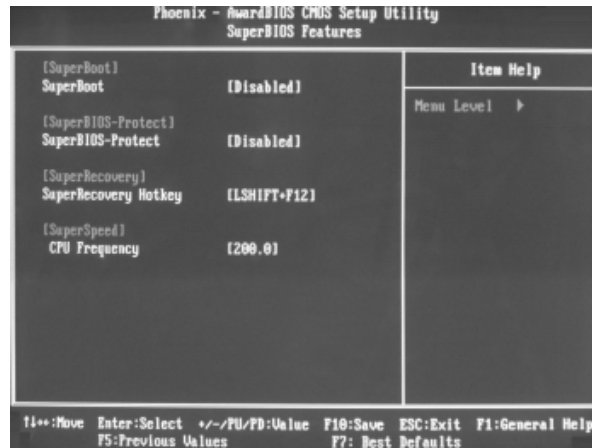 Phoenix - AwardBIOS CMOS Setup Utility
SuperBIOS Features
[SuperBoot]
SuperBoot [Disabled]
[SuperBIOS-Protect]
SuperBIOS-Protect [Disabled]
[SuperRecovery]
SuperRecovery Hotkey [LSHIFT+F12]
[SuperSpeed]
CPU Frequency [200.0]
Item Help
Menu Level ▶
↑↓↔:Move Enter:Select +/-/PU/PD:Value F10:Save ESC:Exit F1:General Help
F5:Previous Values F7: Best Defaults